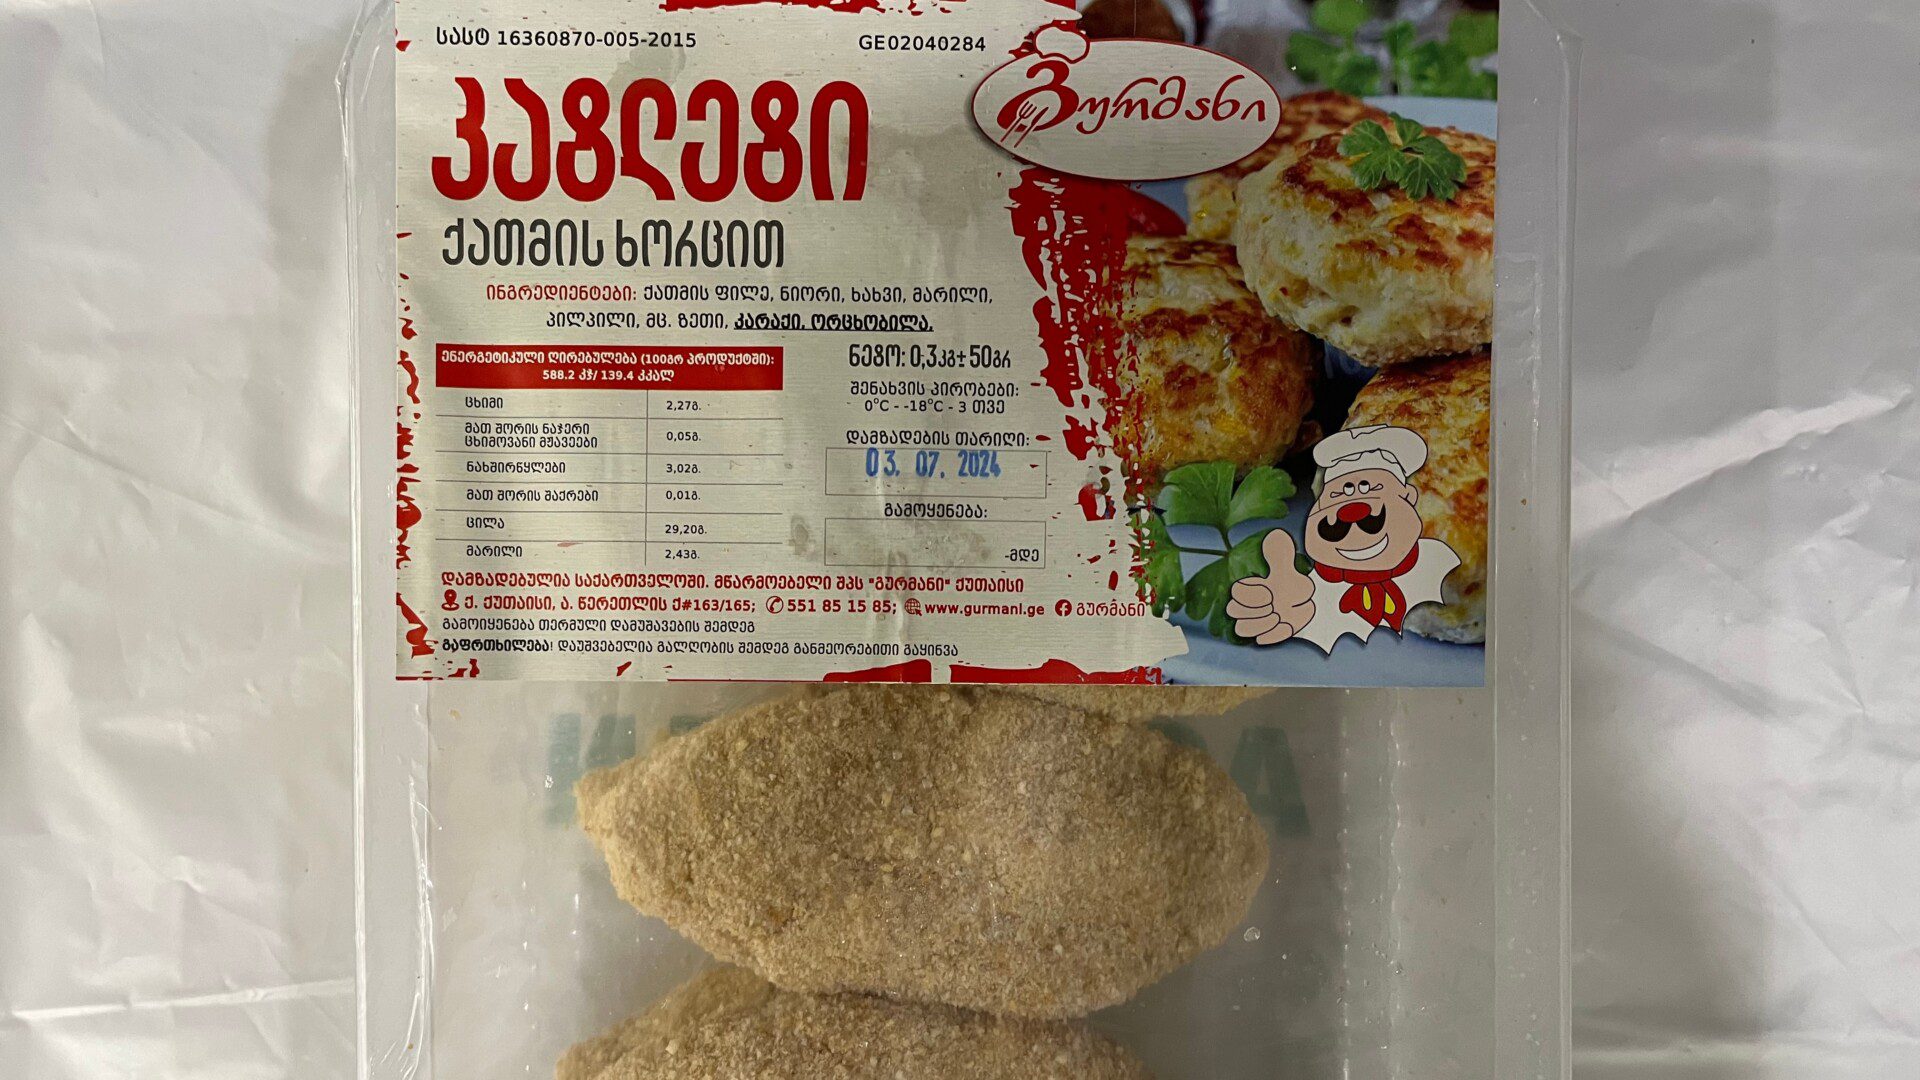 სასტ 16360870-005-2015
GE02040284
გურმანი
კატლეტი
ქათმის ხორცით
ინგრედიენტები: ქათმის ფილე, ნიორი, ხახვი, მარილი,
პილპილი, მც. ზეთი, კარაქი, ორცხობილა.
ენერგეტიკული ღირებულება (100გრ პროდუქტში):
588.2 კჯ/ 139.4 კკალ
ცხიმი 2,27გ.
მათ შორის ნაჯერი
ცხიმოვანი მჟავეები 0,05გ.
ნახშირწყლები 3,02გ.
მათ შორის შაქრები 0,01გ.
ცილა 29,20გ.
მარილი 2,43გ.
ნეტო: 0,3კგ± 50გრ
შენახვის პირობები:
0°C - -18°C - 3 თვე
დამზადების თარიღი:
03. 07. 2024
გამოყენება:
-მდე
დამზადებულია საქართველოში. მწარმოებელი შპს "გურმანი" ქუთაისი
ქ. ქუთაისი, ა. წერეთლის ქ#163/165; 551 85 15 85; www.gurmani.ge გურმანი
გამოიყენება თერმული დამუშავების შემდეგ
გაფრთხილება! დაუშვებელია გალღობის შემდეგ განმეორებითი გაყინვა